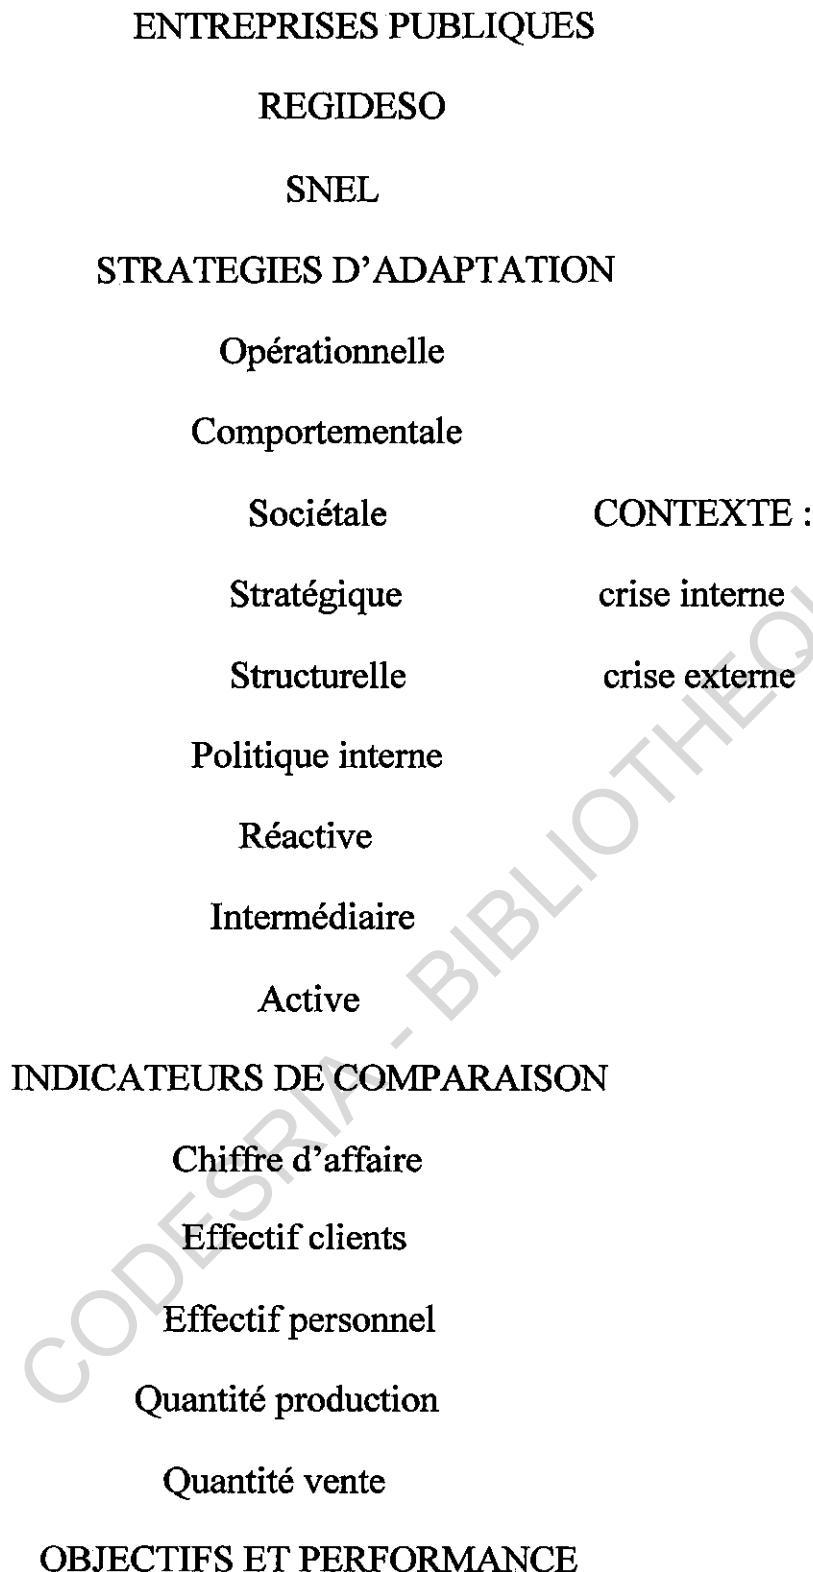 ENTREPRISES PUBLIQUES
REGIDESO
SNEL
STRATEGIES D'ADAPTATION
Opérationnelle
Comportementale
Sociétale CONTEXTE :
Stratégique crise interne
Structurelle crise externe
Politique interne
Réactive
Intermédiaire
Active
INDICATEURS DE COMPARAISON
Chiffre d'affaire
Effectif clients
Effectif personnel
Quantité production
Quantité vente
OBJECTIFS ET PERFORMANCE
CODESRIA - BIBLIOTHEQU